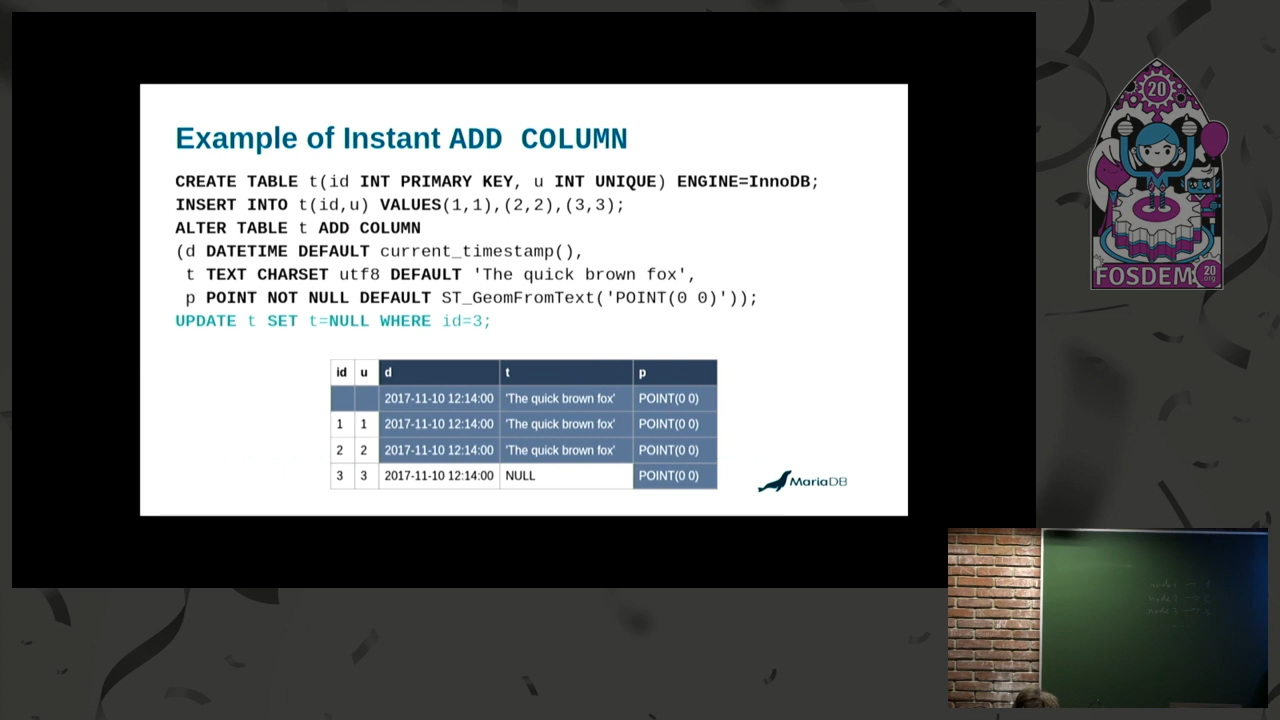 Example of Instant ADD COLUMN
CREATE TABLE t(id INT PRIMARY KEY, u INT UNIQUE) ENGINE=InnoDB;
INSERT INTO t(id,u) VALUES(1,1),(2,2),(3,3);
ALTER TABLE t ADD COLUMN
(d DATETIME DEFAULT current_timestamp(),
t TEXT CHARSET utf8 DEFAULT 'The quick brown fox',
p POINT NOT NULL DEFAULT ST_GeomFromText('POINT(0 0)'));
UPDATE t SET t=NULL WHERE id=3;
id u d t p
2017-11-10 12:14:00 'The quick brown fox' POINT(0 0)
1 1 2017-11-10 12:14:00 'The quick brown fox' POINT(0 0)
2 2 2017-11-10 12:14:00 'The quick brown fox' POINT(0 0)
3 3 2017-11-10 12:14:00 NULL POINT(0 0)
MariaDB
20
FOSDEM
20
.org